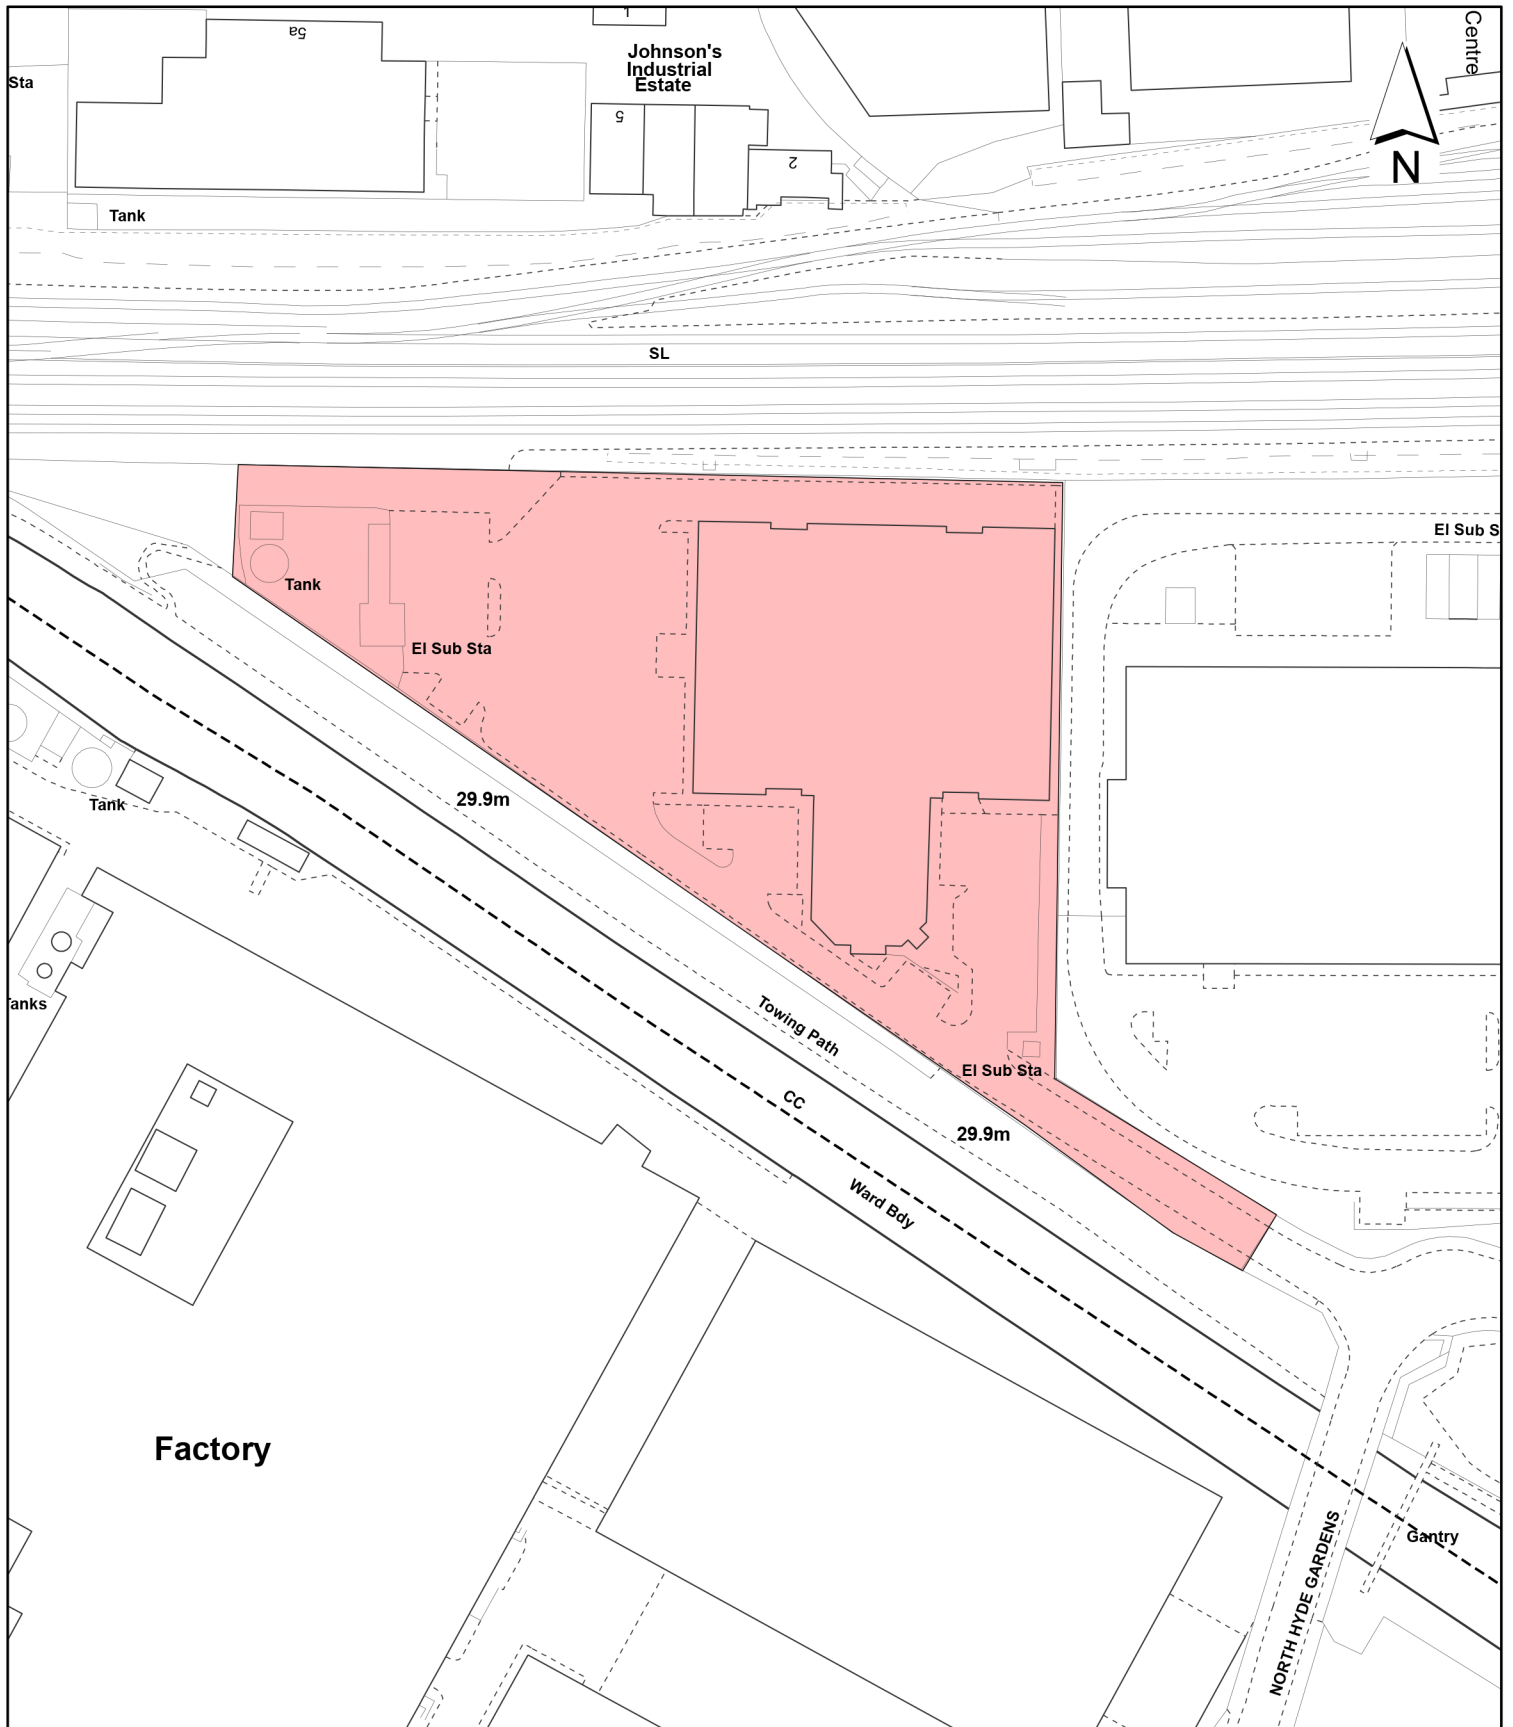 5a
1
Johnson's
Industrial
Estate
Centre
Sta
N
5
2
Tank
SL
El Sub S
Tank
El Sub Sta
29.9m
Tank
Tanks
Towing Path
El Sub Sta
CC
29.9m
Ward Bdy
Factory
NORTH HYDE GARDENS
Gantry